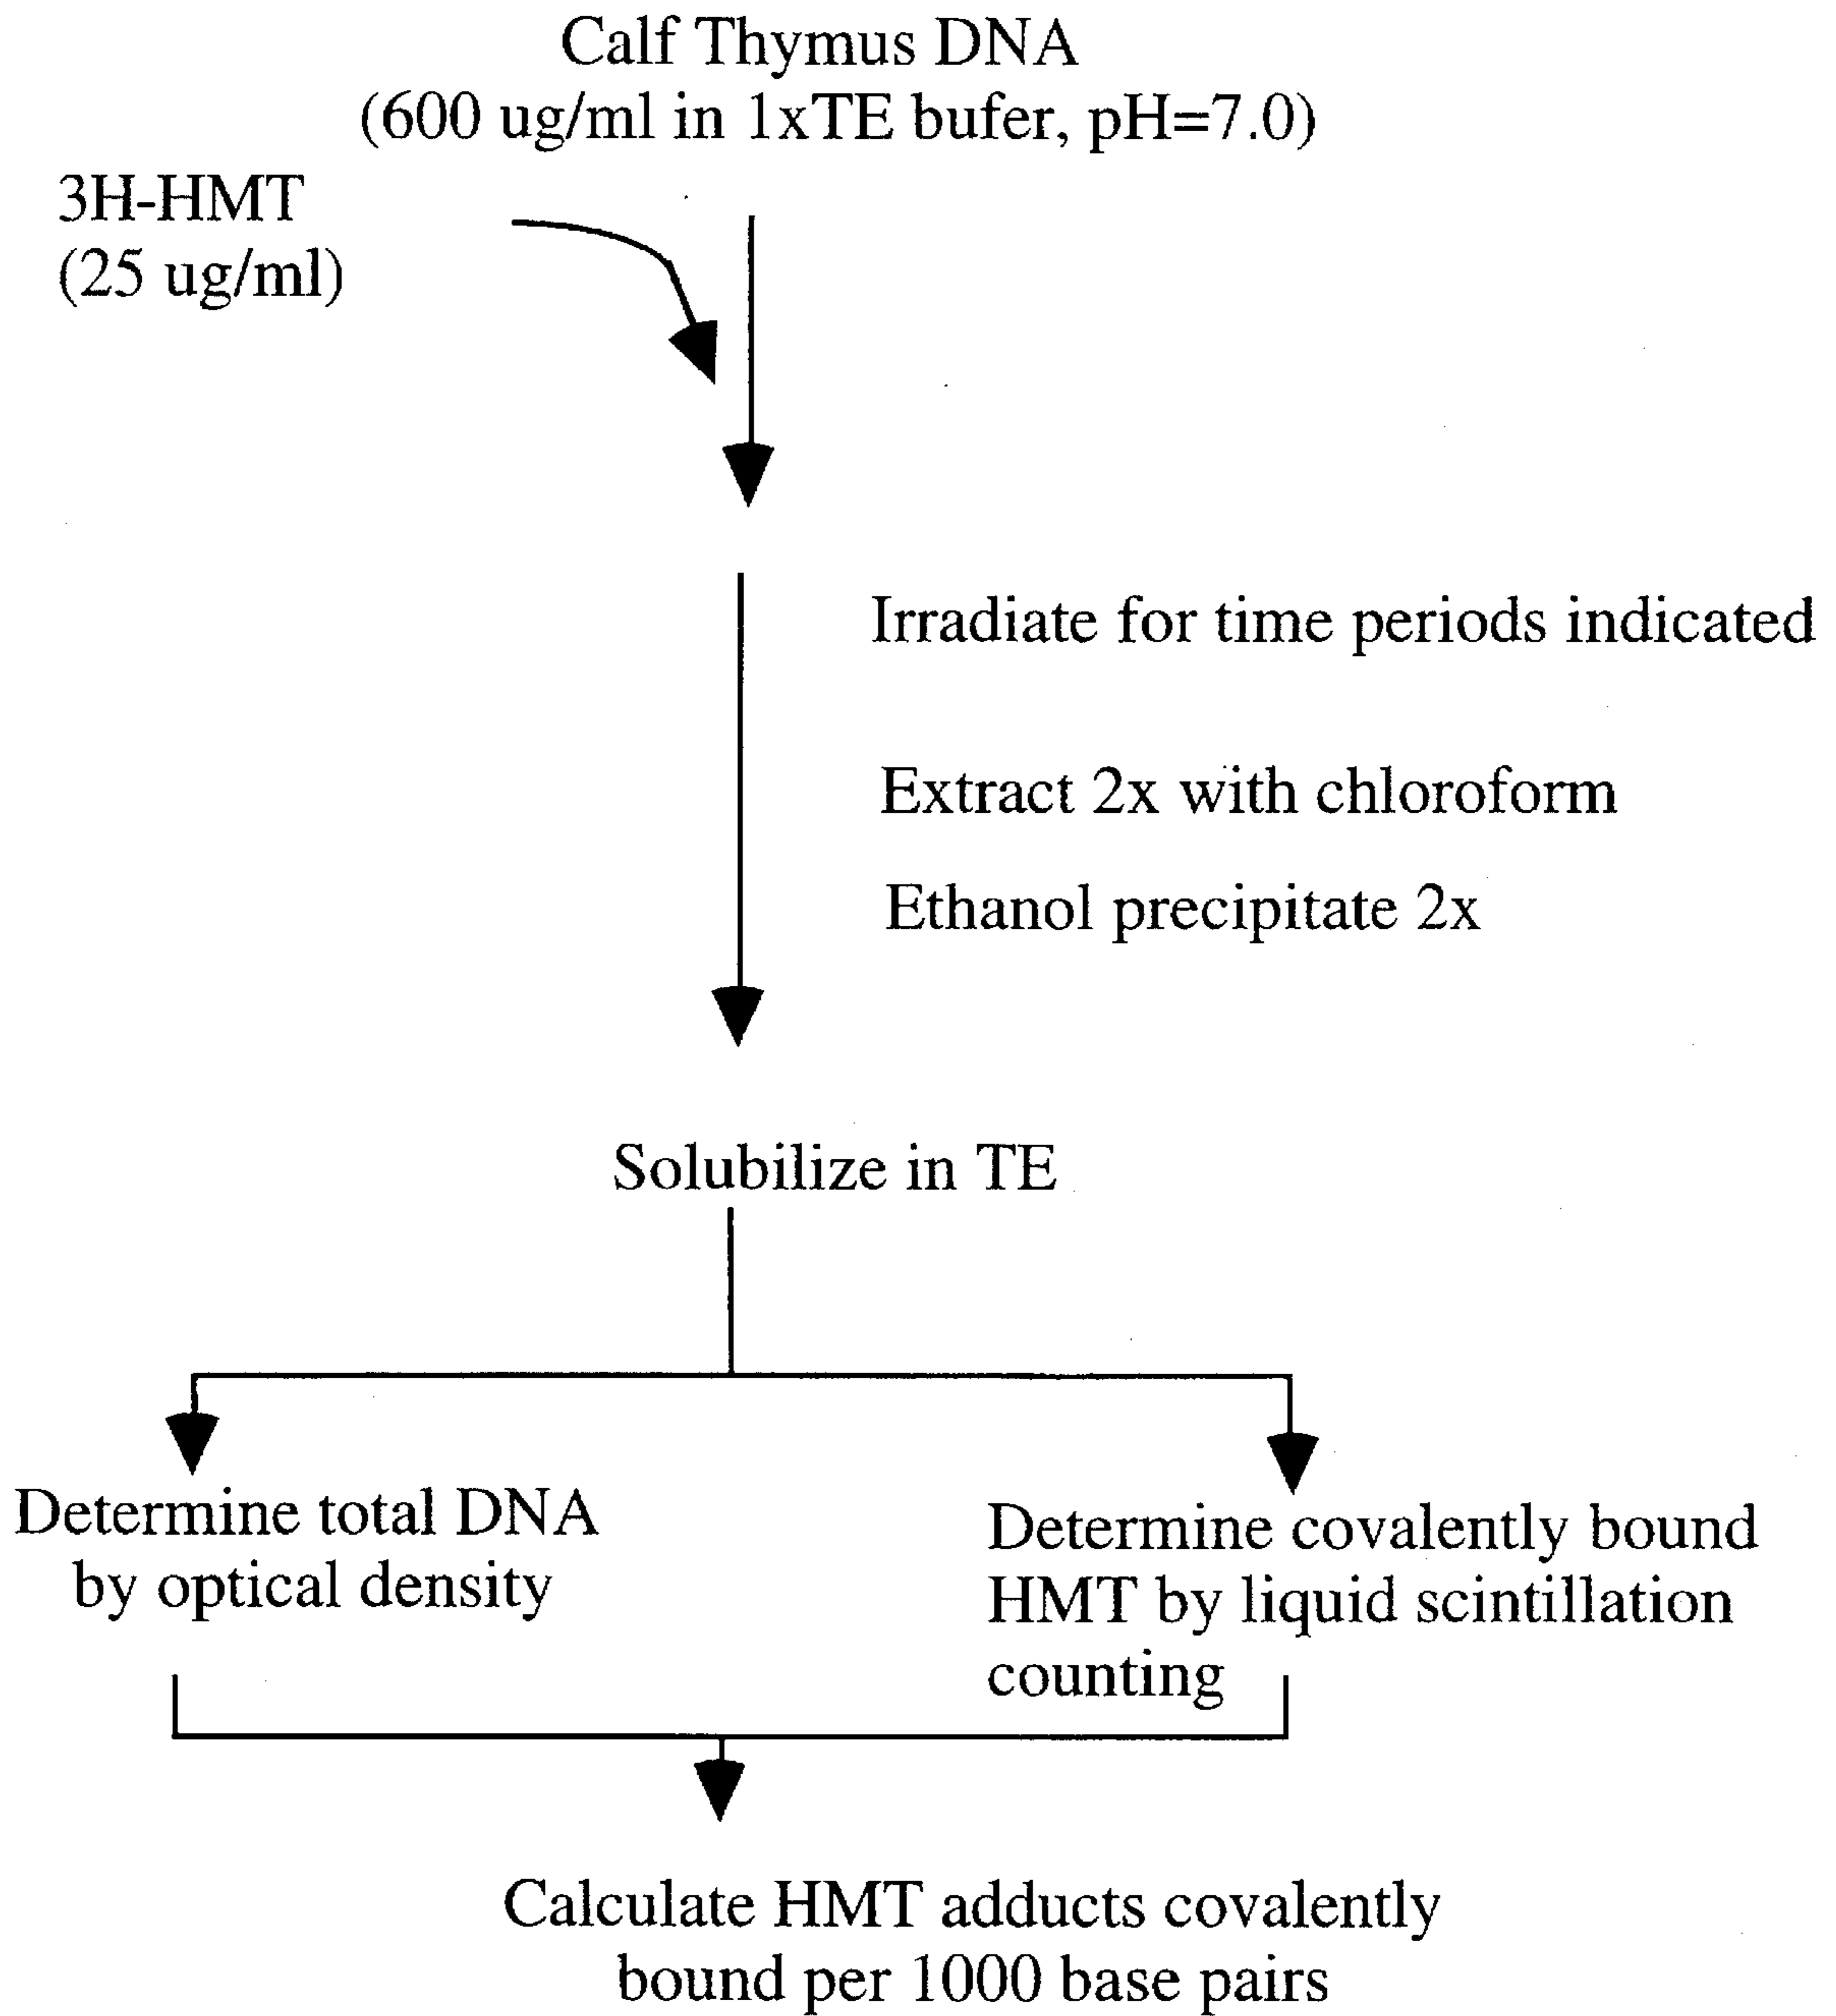 Calf Thymus DNA
(600 ug/ml in 1xTE bufer, pH=7.0)
3H-HMT
(25 ug/ml)
Irradiate for time periods indicated
Extract 2x with chloroform
Ethanol precipitate 2x
Solubilize in TE
Determine total DNA
by optical density
Determine covalently bound
HMT by liquid scintillation
counting
Calculate HMT adducts covalently
bound per 1000 base pairs